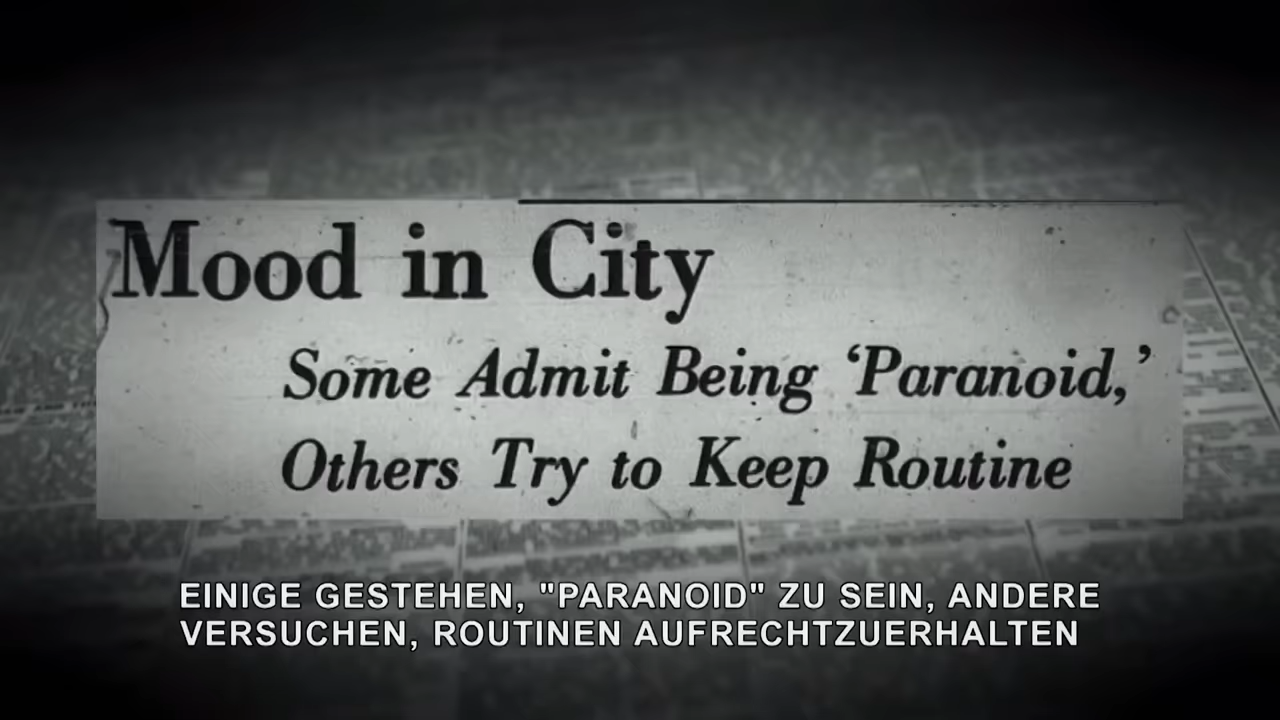 Mood in City
Some Admit Being ‘Paranoid,’
Others Try to Keep Routine
EINIGE GESTEHEN, "PARANOID" ZU SEIN, ANDERE
VERSUCHEN, ROUTINEN AUFRECHTZUERHALTEN